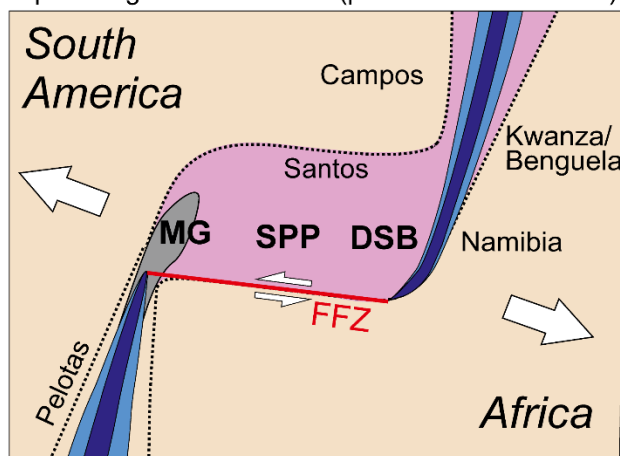 South
America
Campos
Kwanza/
Benguela
Santos
MG SPP DSB
Namibia
FFZ
Pelotas
Africa